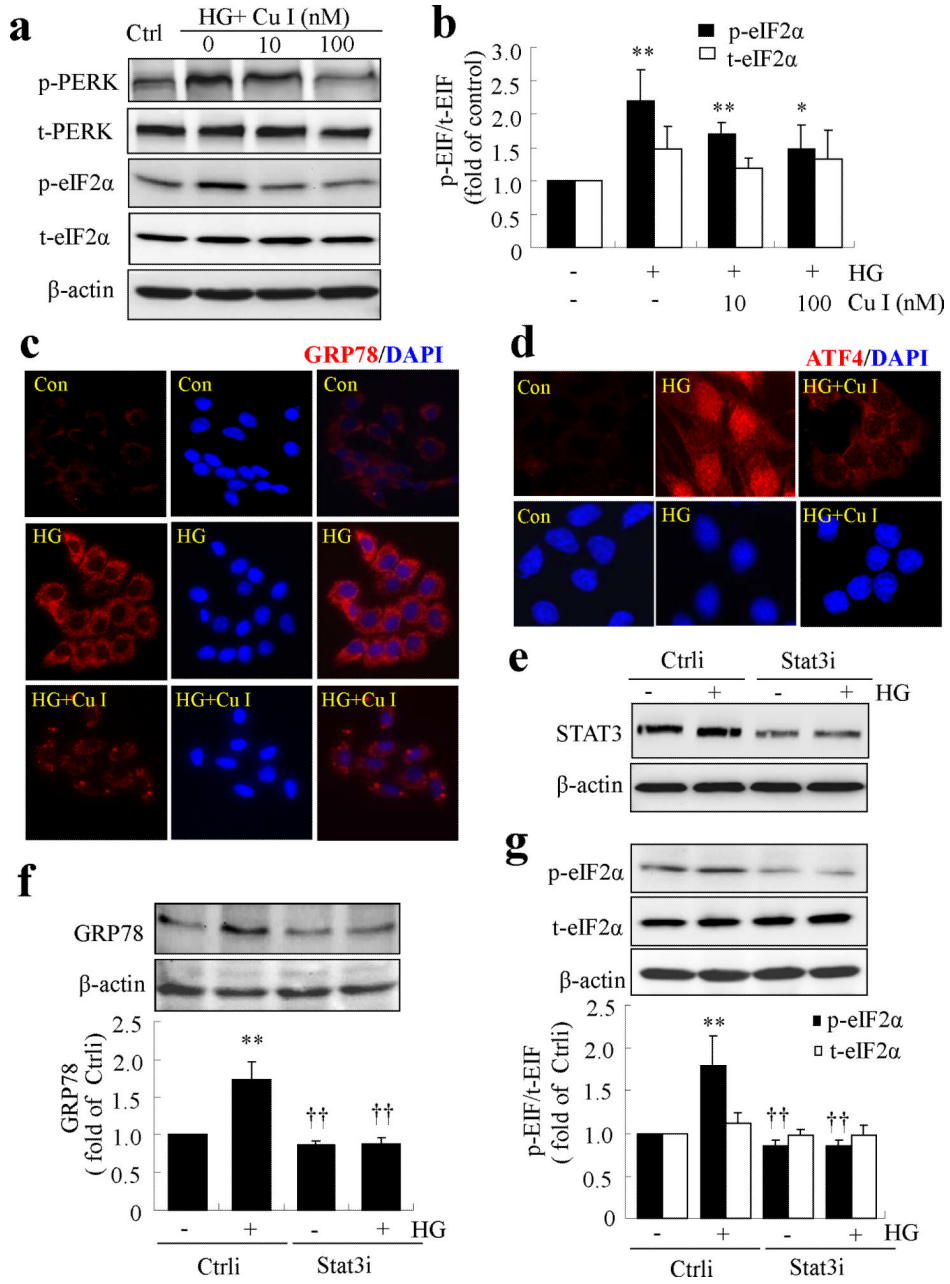 a
Ctrl
HG+ Cu I (nM)
0 10 100
p-PERK
t-PERK
p-eIF2α
t-eIF2α
β-actin
b
p-eIF2α
t-eIF2α
p-EIF/t-EIF
(fold of control)
3.0
2.5
2.0
1.5
1.0
0.5
0
** ** *
- + + + HG
- - 10 100 Cu I (nM)
c
GRP78/DAPI
Con Con Con
HG HG HG
HG+Cu I HG+Cu I HG+Cu I
d
ATF4/DAPI
Con HG HG+Cu I
Con HG HG+Cu I
e
Ctrli Stat3i
- + - + HG
STAT3
β-actin
f
GRP78
β-actin
GRP78
( fold of Ctrli)
2.5
2.0
1.5
1.0
0.5
0
** †† ††
- + - + HG
Ctrli Stat3i
g
p-eIF2α
t-eIF2α
β-actin
p-eIF2α
t-eIF2α
p-EIF/t-EIF
( fold of Ctrli)
2.5
2.0
1.5
1.0
0.5
0
** †† ††
- + - + HG
Ctrli Stat3i